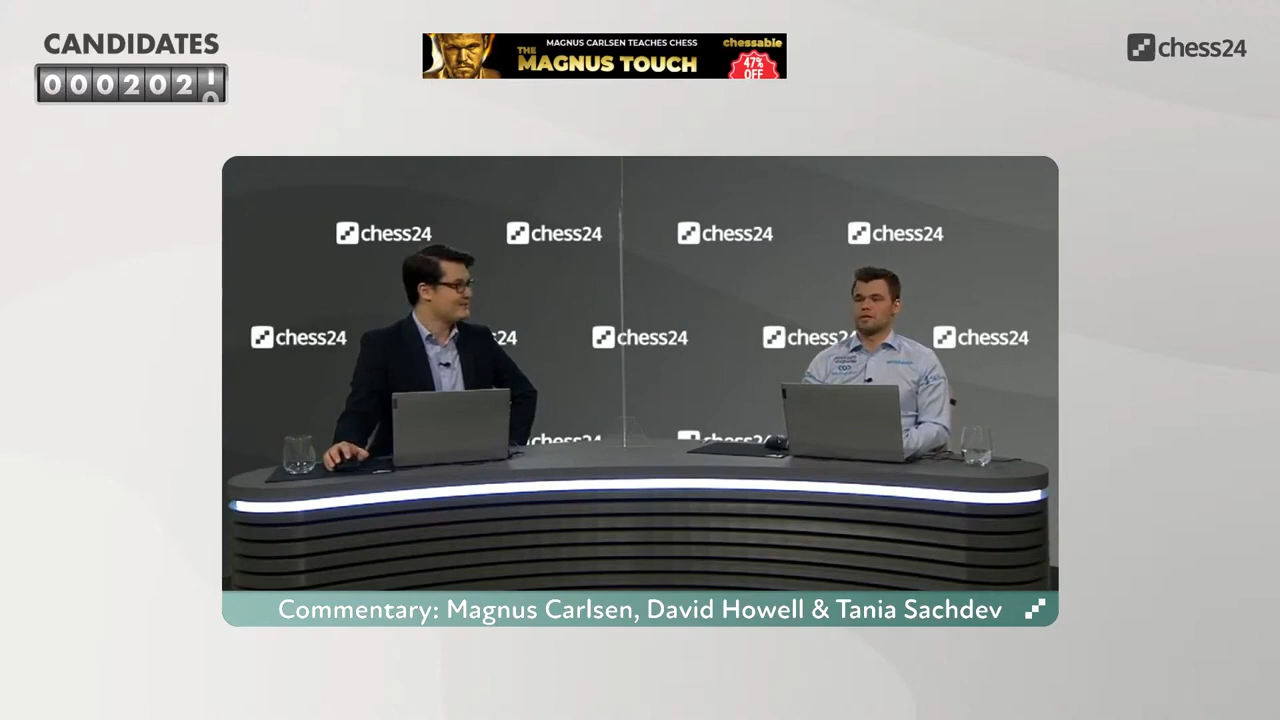 CANDIDATES
000202
MAGNUS CARLSEN TEACHES CHESS
THE
MAGNUS TOUCH
chessable
47%
OFF
chess24
chess24
chess24
chess24
chess24
chess24
chess24
chess24
chess24
Commentary: Magnus Carlsen, David Howell & Tania Sachdev